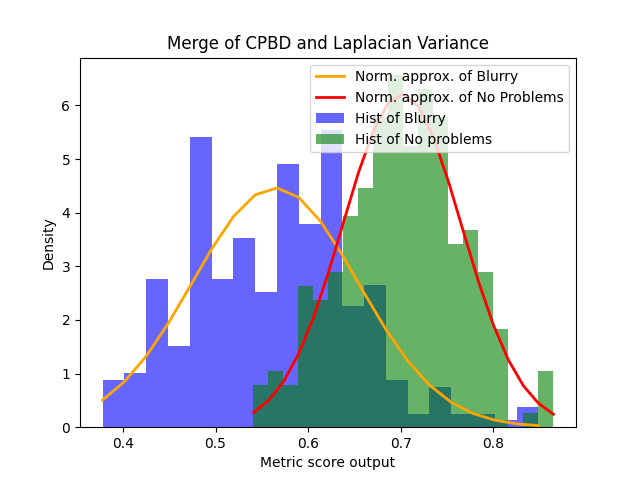 Merge of CPBD and Laplacian Variance
Norm. approx. of Blurry
Norm. approx. of No Problems
Hist of Blurry
Hist of No problems
6
5
4
3
2
1
0
Density
0.4 0.5 0.6 0.7 0.8
Metric score output